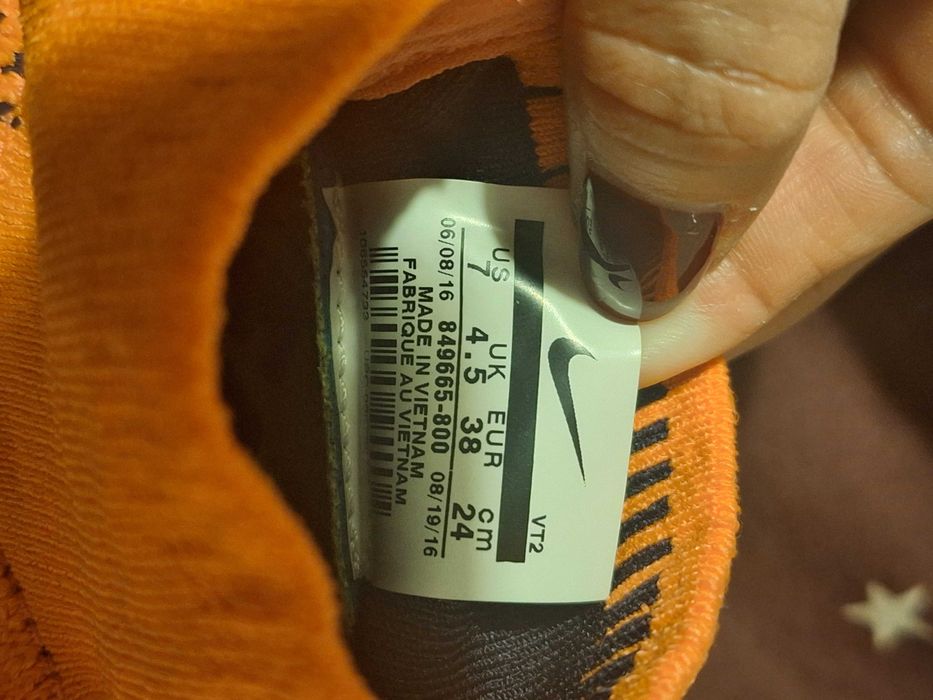 VT2
US UK EUR cm
7 4.5 38 24
06/08/16 849665-800 08/19/16
MADE IN VIETNAM
FABRIQUE AU VIETNAM